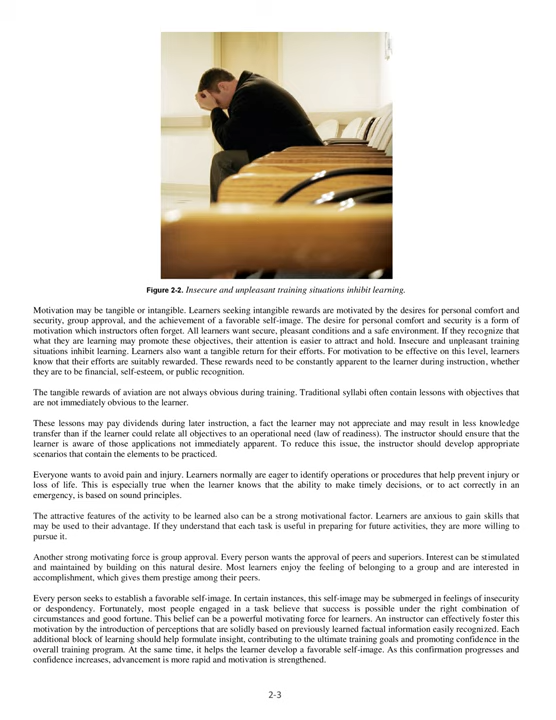 Figure 2-2. Insecure and unpleasant training situations inhibit learning.
Motivation may be tangible or intangible. Learners seeking intangible rewards are motivated by the desires for personal comfort and
security, group approval, and the achievement of a favorable self-image. The desire for personal comfort and security is a form of
motivation which instructors often forget. All learners want secure, pleasant conditions and a safe environment. If they recognize that
what they are learning may promote these objectives, their attention is easier to attract and hold. Insecure and unpleasant training
situations inhibit learning. Learners also want a tangible return for their efforts. For motivation to be effective on this level, learners
know that their efforts are suitably rewarded. These rewards need to be constantly apparent to the learner during instruction, whether
they are to be financial, self-esteem, or public recognition.
The tangible rewards of aviation are not always obvious during training. Traditional syllabi often contain lessons with objectives that
are not immediately obvious to the learner.
These lessons may pay dividends during later instruction, a fact the learner may not appreciate and may result in less knowledge
transfer than if the learner could relate all objectives to an operational need (law of readiness). The instructor should ensure that the
learner is aware of those applications not immediately apparent. To reduce this issue, the instructor should develop appropriate
scenarios that contain the elements to be practiced.
Everyone wants to avoid pain and injury. Learners normally are eager to identify operations or procedures that help prevent injury or
loss of life. This is especially true when the learner knows that the ability to make timely decisions, or to act correctly in an
emergency, is based on sound principles.
The attractive features of the activity to be learned also can be a strong motivational factor. Learners are anxious to gain skills that
may be used to their advantage. If they understand that each task is useful in preparing for future activities, they are more willing to
pursue it.
Another strong motivating force is group approval. Every person wants the approval of peers and superiors. Interest can be stimulated
and maintained by building on this natural desire. Most learners enjoy the feeling of belonging to a group and are interested in
accomplishment, which gives them prestige among their peers.
Every person seeks to establish a favorable self-image. In certain instances, this self-image may be submerged in feelings of insecurity
or despondency. Fortunately, most people engaged in a task believe that success is possible under the right combination of
circumstances and good fortune. This belief can be a powerful motivating force for learners. An instructor can effectively foster this
motivation by the introduction of perceptions that are solidly based on previously learned factual information easily recognized. Each
additional block of learning should help formulate insight, contributing to the ultimate training goals and promoting confidence in the
overall training program. At the same time, it helps the learner develop a favorable self-image. As this confirmation progresses and
confidence increases, advancement is more rapid and motivation is strengthened.
2-3